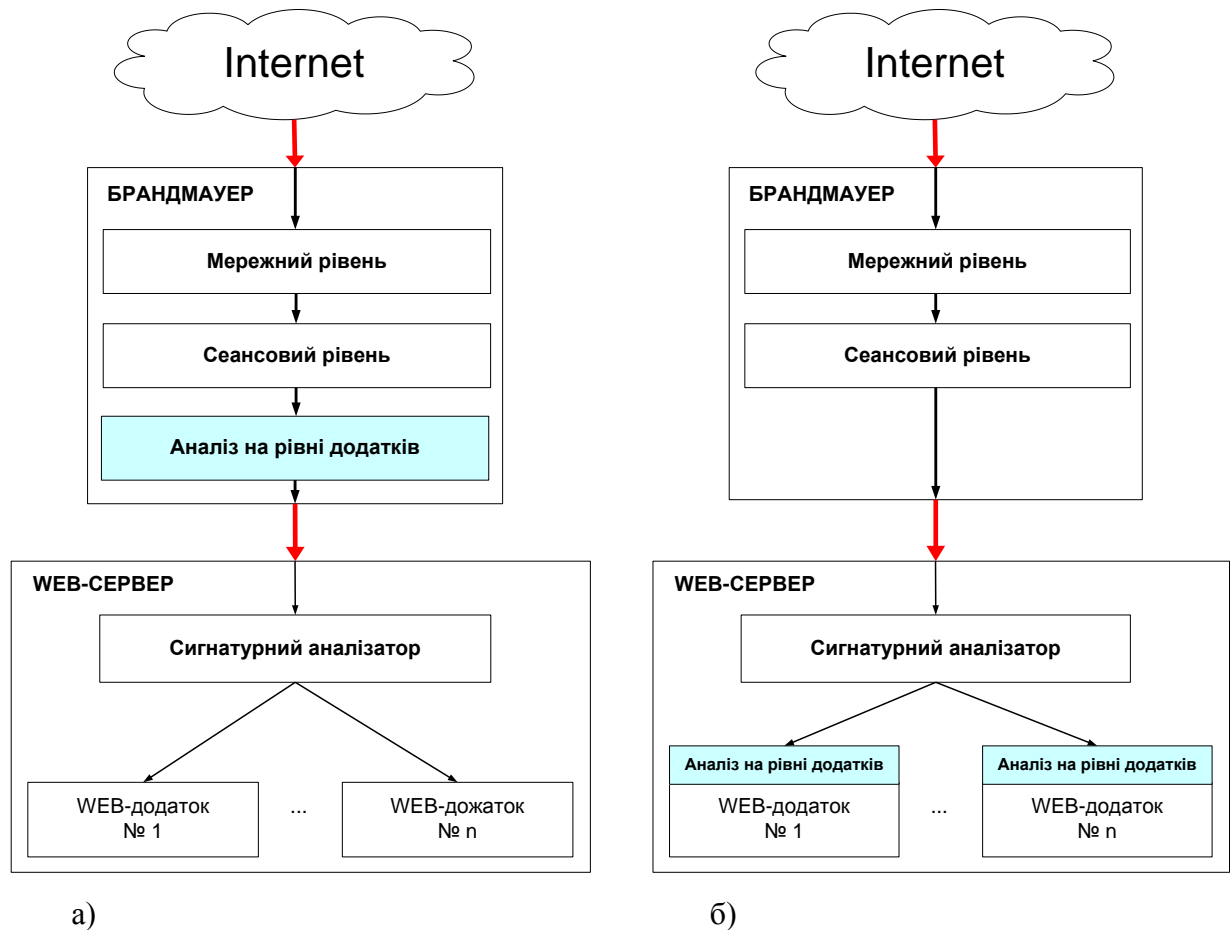 Internet
БРАНДМАУЕР
Мережний рівень
Сеансовий рівень
Аналіз на рівні додатків
WEB-СЕРВЕР
Сигнатурний аналізатор
WEB-додаток
№ 1
...
WEB-дожаток
№ n
а)
Internet
БРАНДМАУЕР
Мережний рівень
Сеансовий рівень
WEB-СЕРВЕР
Сигнатурний аналізатор
Аналіз на рівні додатків
WEB-додаток
№ 1
...
Аналіз на рівні додатків
WEB-додаток
№ n
б)